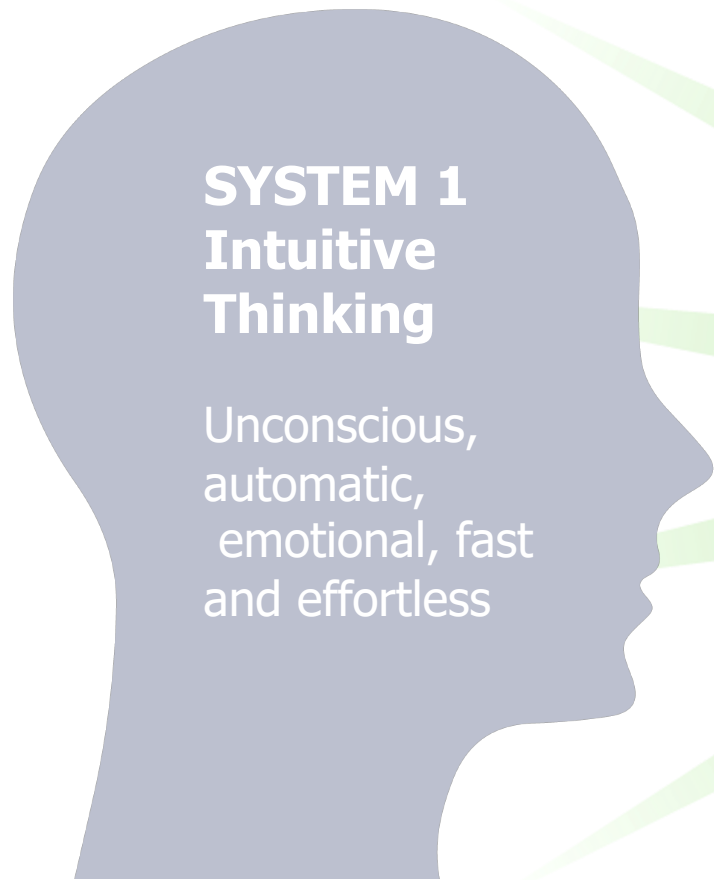 SYSTEM 1
Intuitive
Thinking
Unconscious,
automatic,
emotional, fast
and effortless